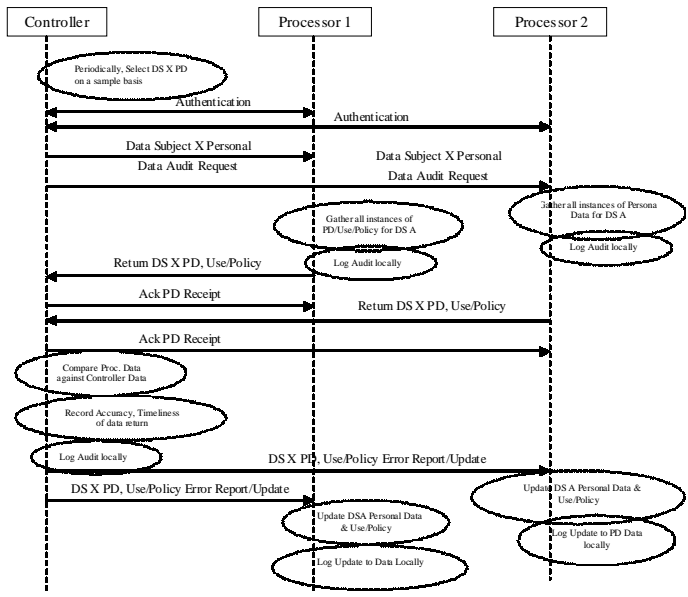 Controller
Processor 1
Processor 2
Periodically, Select DS X PD
on a sample basis
Authentication
Authentication
Data Subject X Personal
Data Audit Request
Data Subject X Personal
Data Audit Request
Gather all instances of
PD/Use/Policy for DS A
Log Audit locally
Gather all instances of Persona
Data for DS A
Log Audit locally
Return DS X PD, Use/Policy
Ack PD Receipt
Return DS X PD, Use/Policy
Ack PD Receipt
Compare Proc. Data
against Controller Data
Record Accuracy, Timeliness
of data return
Log Audit locally
DS X PD, Use/Policy Error Report/Update
DS X PD, Use/Policy Error Report/Update
Update DS A Personal Data &
Use/Policy
Log Update to PD Data
locally
Update DSA Personal Data
& Use/Policy
Log Update to Data Locally